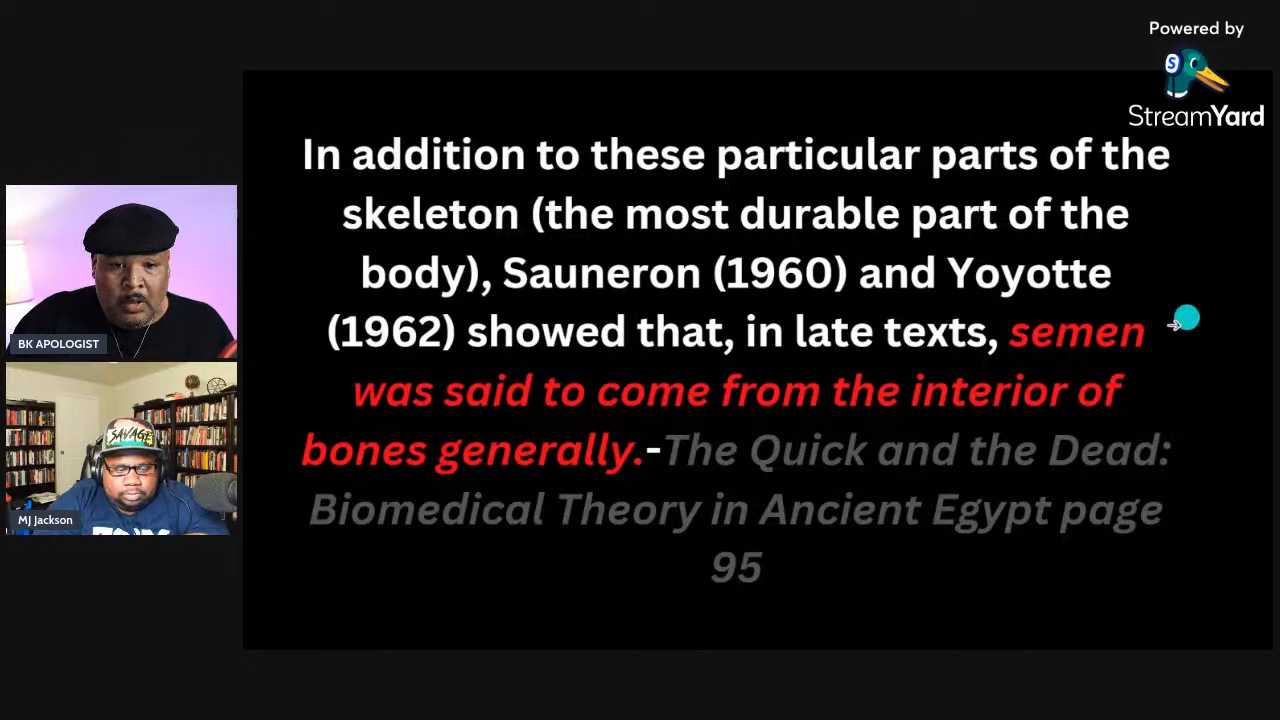 Powered by
StreamYard
In addition to these particular parts of the
skeleton (the most durable part of the
body), Sauneron (1960) and Yoyotte
(1962) showed that, in late texts, semen
was said to come from the interior of
bones generally.-The Quick and the Dead:
Biomedical Theory in Ancient Egypt page
95
BK APOLOGIST
SAVAGE
MJ Jackson